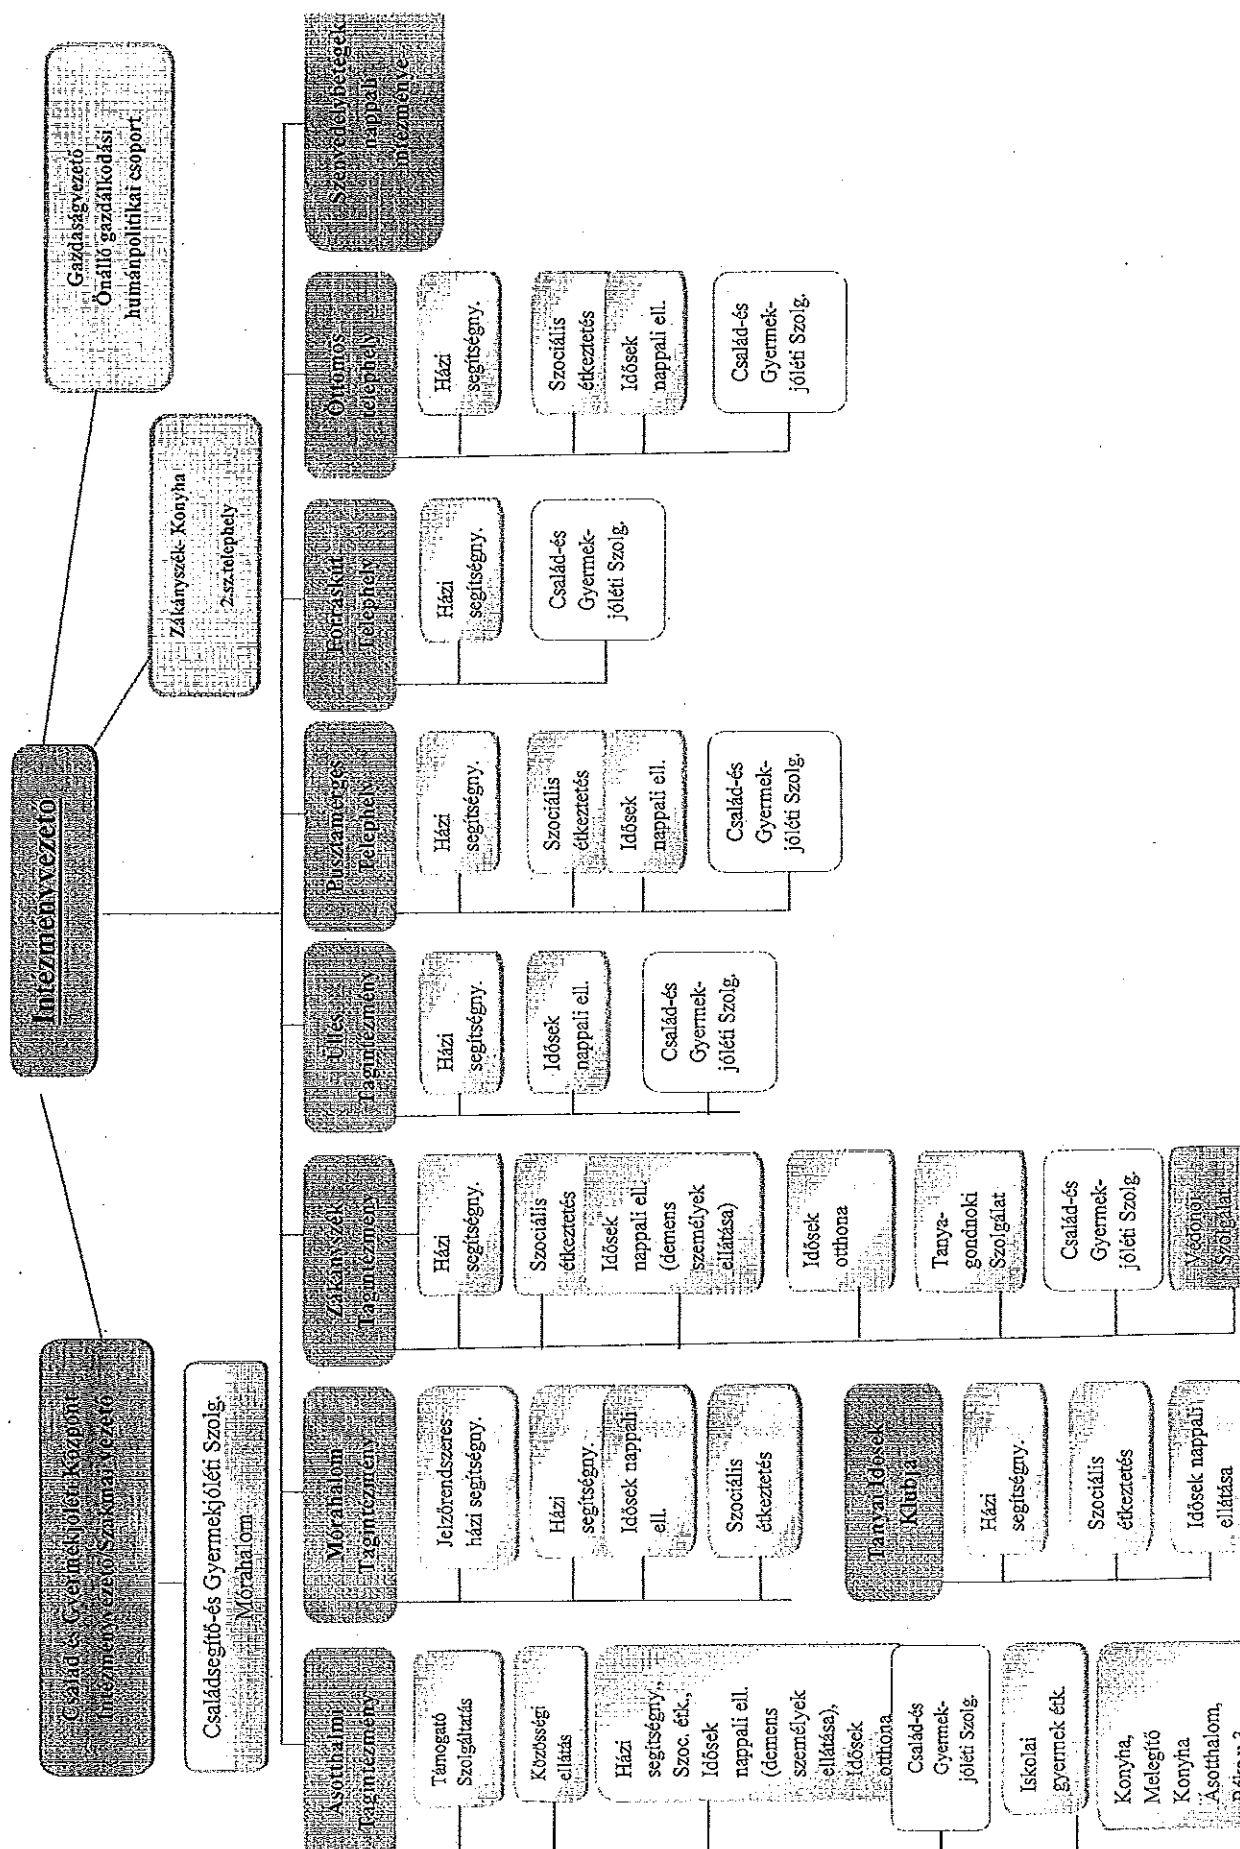 Intézményvezető
Gazdaságvezető
Önálló gazdálkodási
humánpolitikai csoport
Zákányszék- Konyha
2.sz.telephely
Család és Gyermekjóléti Központ
Intézményvezető/Szakmai vezető
Családsegítő-és Gyermekjóléti Szolg.
Mórahalom
Ásotthalmi
Tagintézmény
Támogató
Szolgáltatás
Közösségi
ellátás
Házi
segítségny.,
Szoc. étk.,
Idősek
nappali ell.
(demens
személyek
ellátása),
Idősek
otthona
Család-és
Gyermek-
jóléti Szolg.
Iskolai
gyermek étk.
Konyha,
Melegítő
Konyha
Ásotthalom,
Mórahalom
Tagintézmény
Jelzőrendszeres-
házi segítségny.
Házi
segítségny.
Idősek nappali
ell.
Szociális
étkeztetés
Tanyai Idősek
Klubja
Házi
segítségny.
Szociális
étkeztetés
Idősek nappali
ellátása
Zákányszék
Tagintézmény
Házi
segítségny.
Szociális
étkeztetés
Idősek
nappali ell.
(demens
személyek
ellátása)
Idősek
otthona
Tanya-
gondnoki
Szolgálat
Család-és
Gyermek-
jóléti Szolg.
Védőnői
Szolgálat
Üllés
Tagintézmény
Házi
segítségny.
Idősek
nappali ell.
Család-és
Gyermek-
jóléti Szolg.
Pusztamérges
Telephely
Házi
segítségny.
Szociális
étkeztetés
Idősek
nappali ell.
Család-és
Gyermek-
jóléti Szolg.
Forráskút
Telephely
Házi
segítségny.
Család-és
Gyermek-
jóléti Szolg.
Öttömös
telephely
Házi
segítségny.
Szociális
étkeztetés
Idősek
nappali ell.
Család-és
Gyermek-
jóléti Szolg.
Szenvedélybetegek
nappali
intézménye